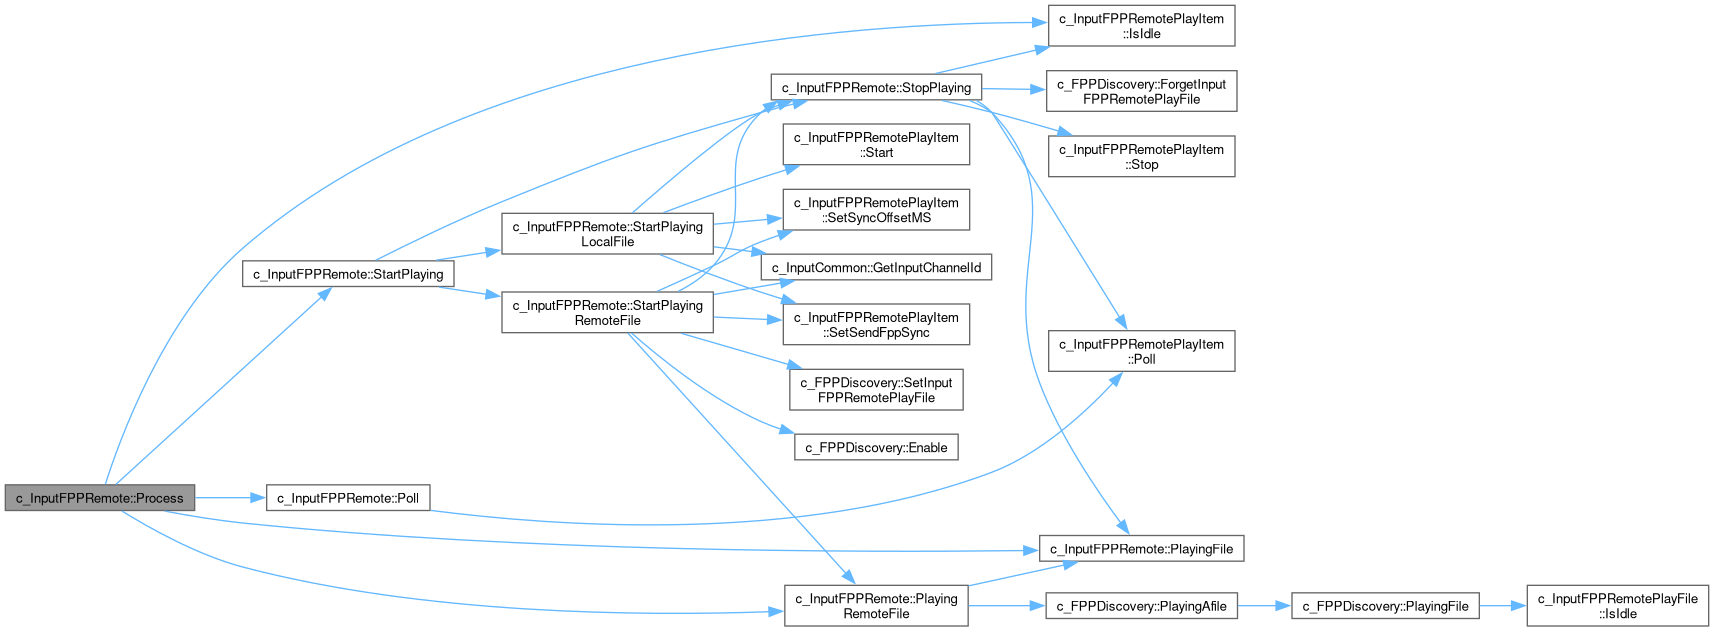 c_InputFPPRemotePlayItem
::IsIdle
c_InputFPPRemote::StopPlaying
c_FPPDiscovery::ForgetInput
FPPRemotePlayFile
c_InputFPPRemotePlayItem
::Start
c_InputFPPRemotePlayItem
::Stop
c_InputFPPRemotePlayItem
::SetSyncOffsetMS
c_InputFPPRemote::StartPlaying
LocalFile
c_InputFPPRemote::StartPlaying
c_InputCommon::GetInputChannelId
c_InputFPPRemote::StartPlaying
RemoteFile
c_InputFPPRemotePlayItem
::SetSendFppSync
c_InputFPPRemotePlayItem
::Poll
c_FPPDiscovery::SetInput
FPPRemotePlayFile
c_FPPDiscovery::Enable
c_InputFPPRemote::Process
c_InputFPPRemote::Poll
c_InputFPPRemote::PlayingFile
c_InputFPPRemote::Playing
RemoteFile
c_FPPDiscovery::PlayingAfile
c_FPPDiscovery::PlayingFile
c_InputFPPRemotePlayFile
::IsIdle